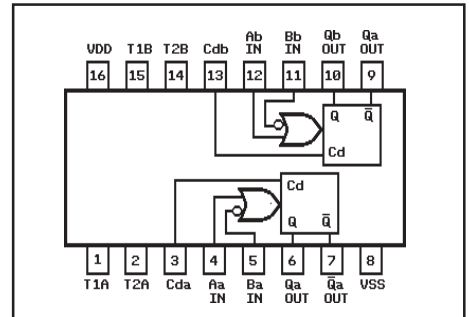 Ab Bb Qb Qa
VDD T1B T2B Cdb IN IN OUT OUT
16 15 14 13 12 11 10 9
Q Q̅
Cd
Cd
Q Q̅
1 2 3 4 5 6 7 8
T1A T2A Cda Aa Ba Qa Q̅a VSS
IN IN OUT OUT